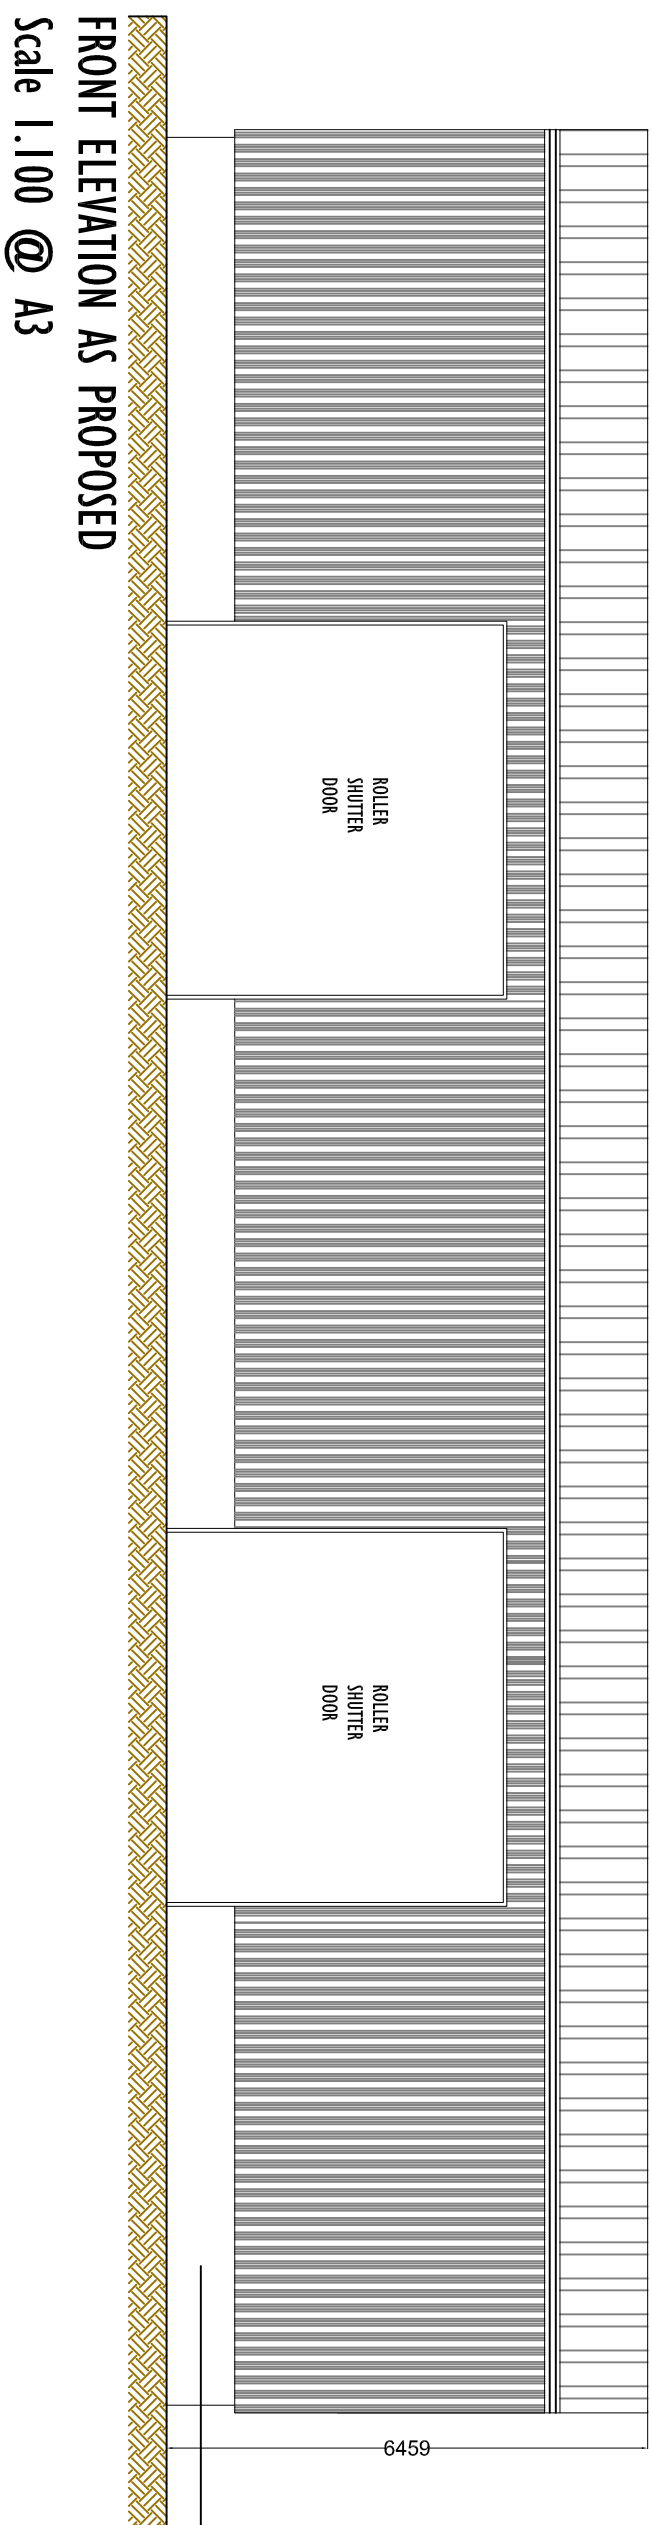 6459
ROLLER
SHUTTER
DOOR
ROLLER
SHUTTER
DOOR
FRONT ELEVATION AS PROPOSED
Scale 1.100 @ A3